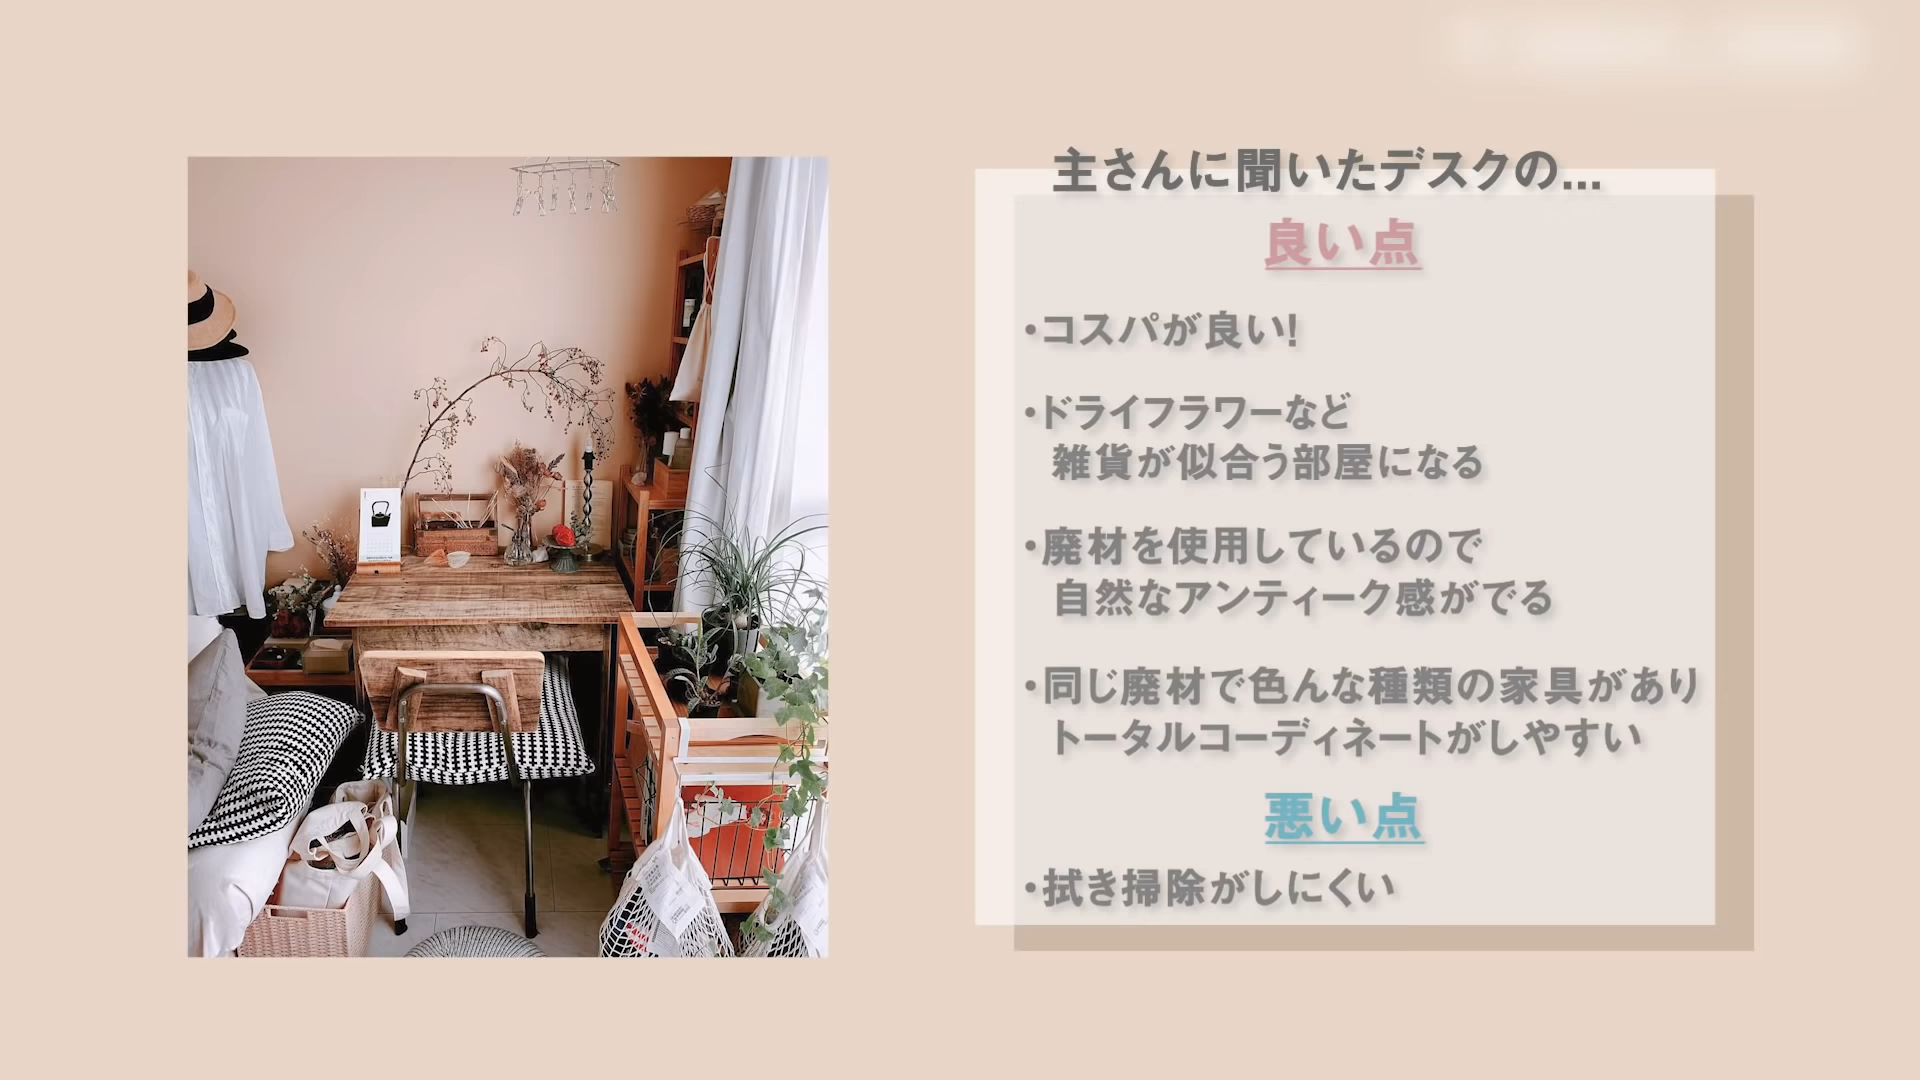 主さんに聞いたデスクの...
良い点
・コスパが良い!
・ドライフラワーなど
雑貨が似合う部屋になる
・廃材を使用しているので
自然なアンティーク感がでる
・同じ廃材で色んな種類の家具があり
トータルコーディネートがしやすい
悪い点
・拭き掃除がしにくい